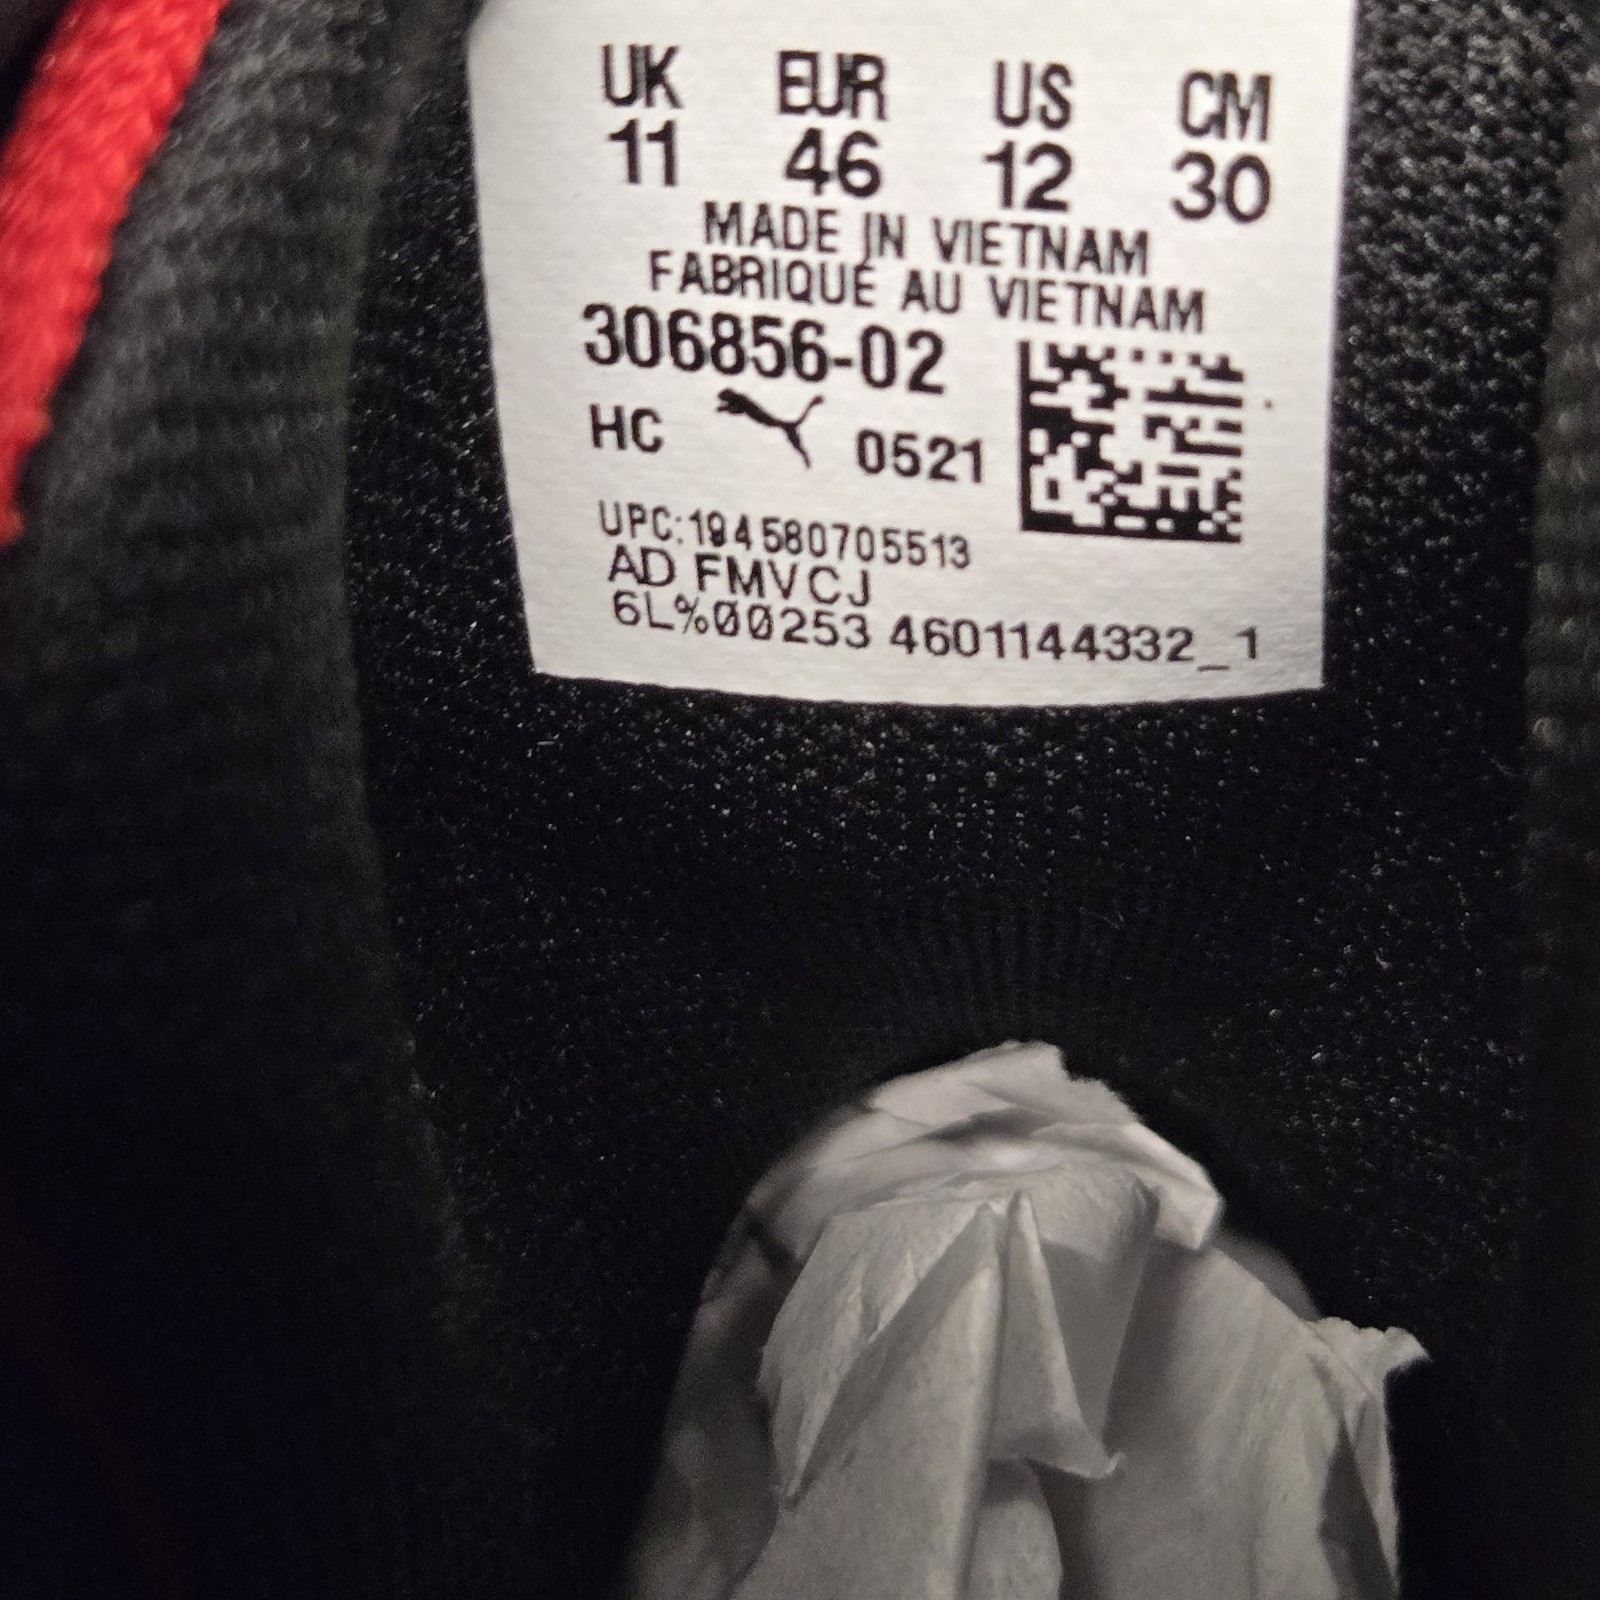 UK EUR US CM
11 46 12 30
MADE IN VIETNAM
FABRIQUÉ AU VIETNAM
306856-02
HC 0521
UPC:194580705513
AD FMVCJ
6L%00253 4601144332_1